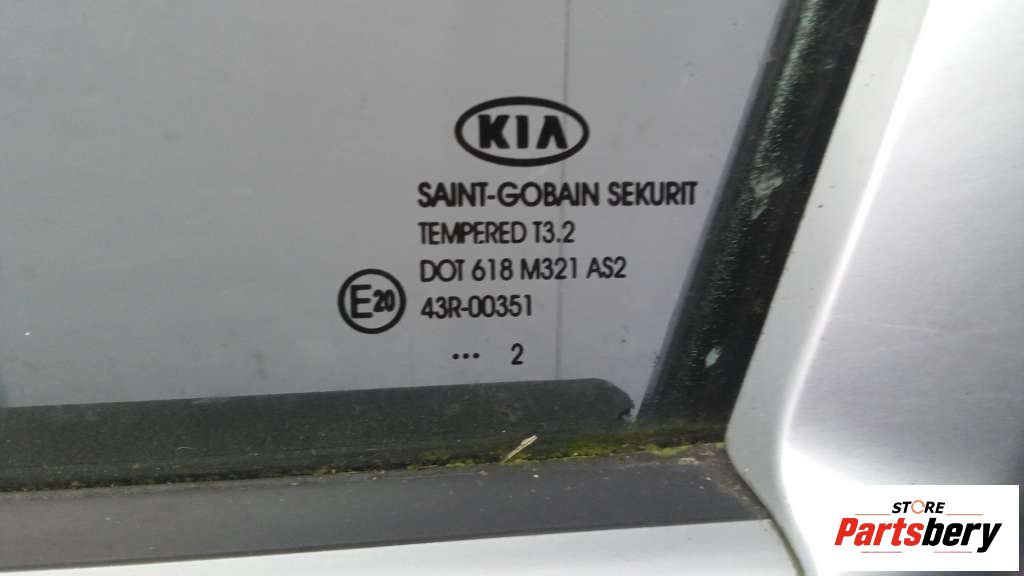 KIA
SAINT-GOBAIN SEKURIT
TEMPERED T3.2
DOT 618 M321 AS2
E20 43R-00351
... 2
STORE
Partsbery